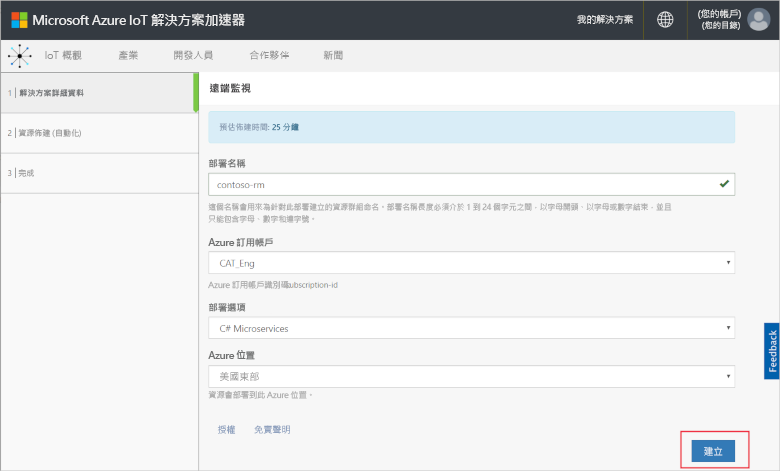 Microsoft Azure IoT 解決方案加速器
我的解決方案
(您的帳戶)
(您的目錄)
IoT 概觀
產業
開發人員
合作夥伴
新聞
1 | 解決方案詳細資料
2 | 資源佈建 (自動化)
3 | 完成
遠端監視
預估佈建時間: 25 分鐘
部署名稱
contoso-rm
這個名稱會用來為針對此部署建立的資源群組命名。部署名稱長度必須介於 1 到 24 個字元之間，以字母開頭、以字母或數字結束，並且
只能包含字母、數字和連字號。
Azure 訂用帳戶
CAT_Eng
Azure 訂用帳戶識別碼subscription-id
部署選項
C# Microservices
Azure 位置
美國東部
資源會部署到此 Azure 位置。
授權
免責聲明
建立
Feedback